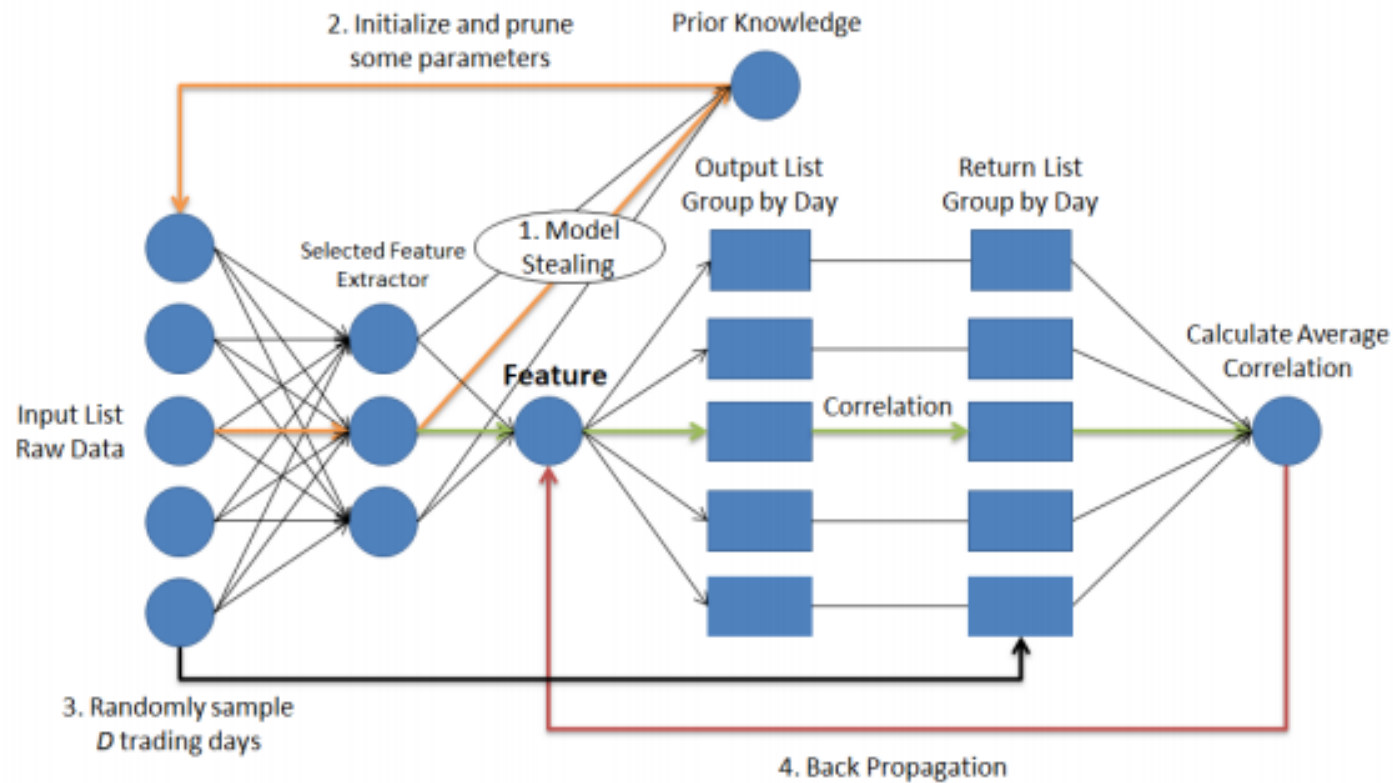 2. Initialize and prune
some parameters
Prior Knowledge
Output List
Group by Day
Return List
Group by Day
1. Model
Stealing
Selected Feature
Extractor
Feature
Calculate Average
Correlation
Correlation
Input List
Raw Data
3. Randomly sample
D trading days
4. Back Propagation